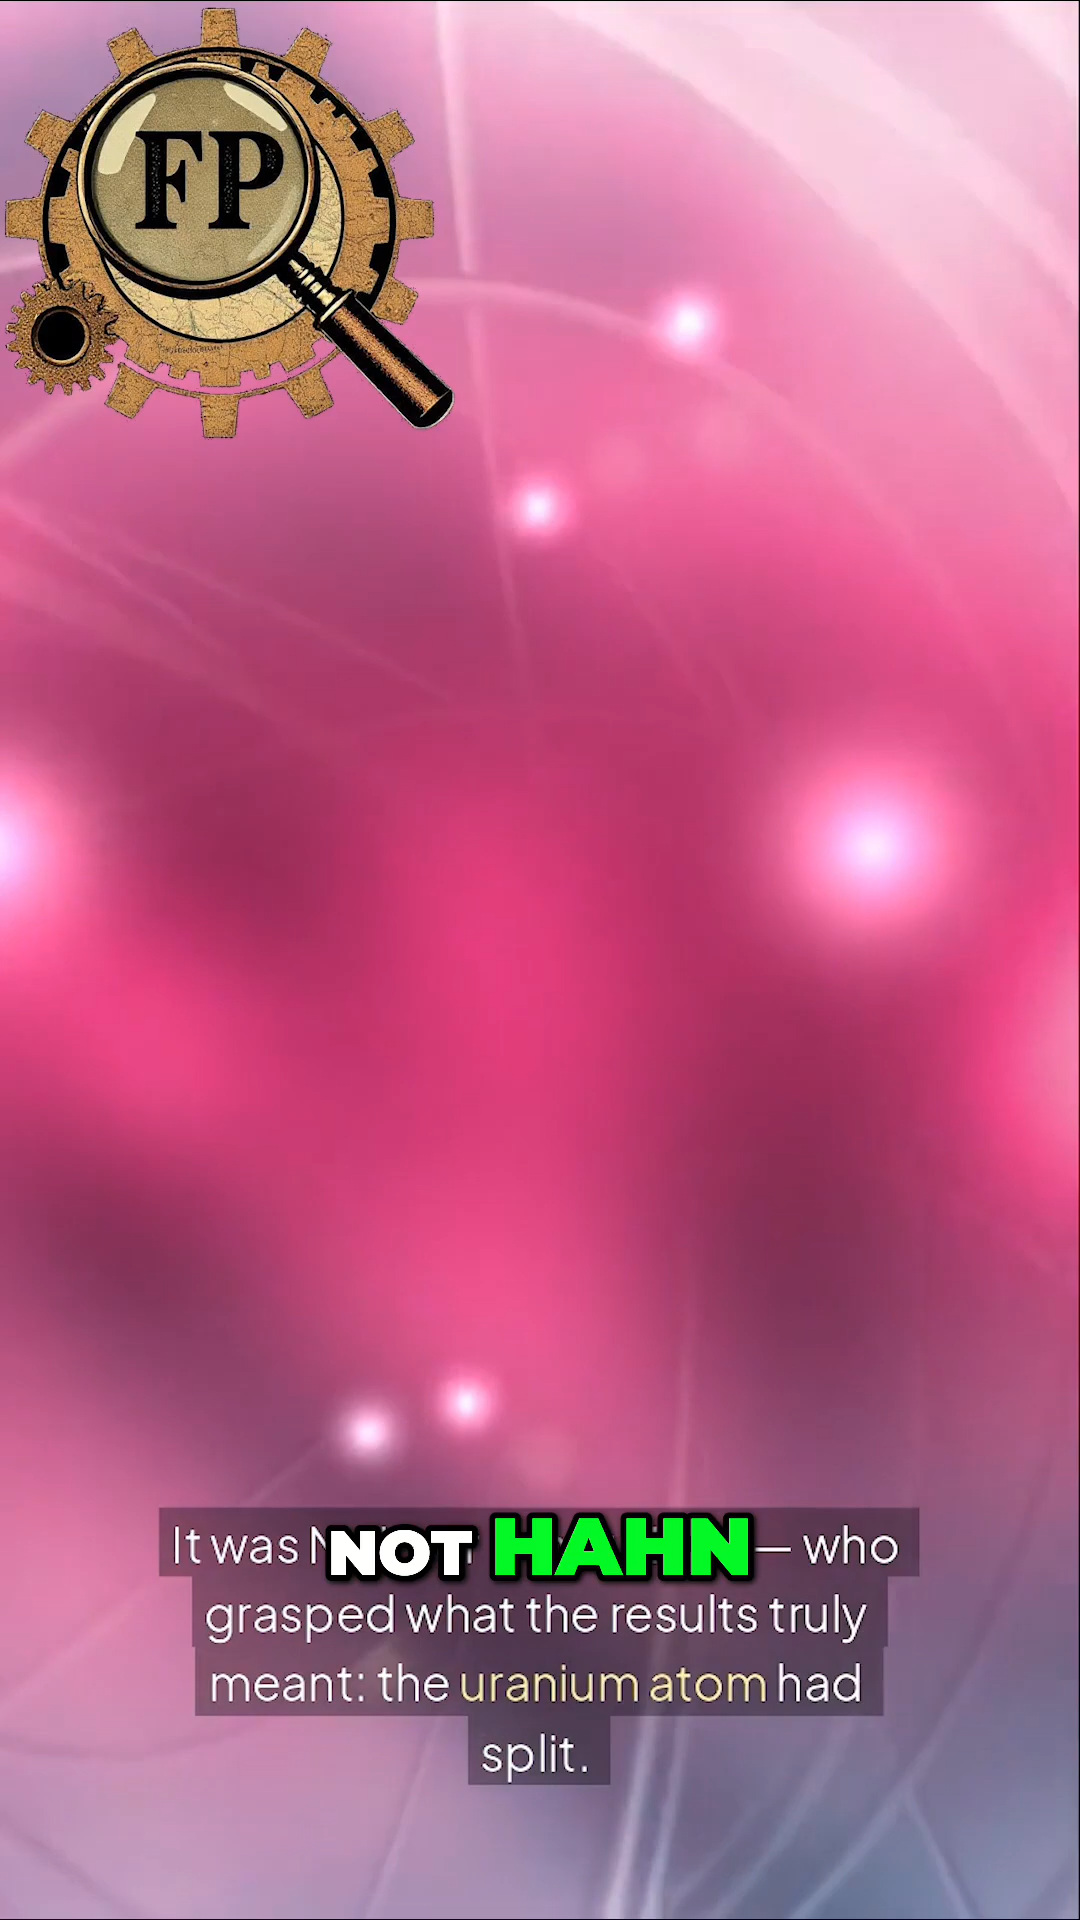 FP
It was
NOT HAHN
— who
grasped what the results truly
meant: the uranium atom had
split.